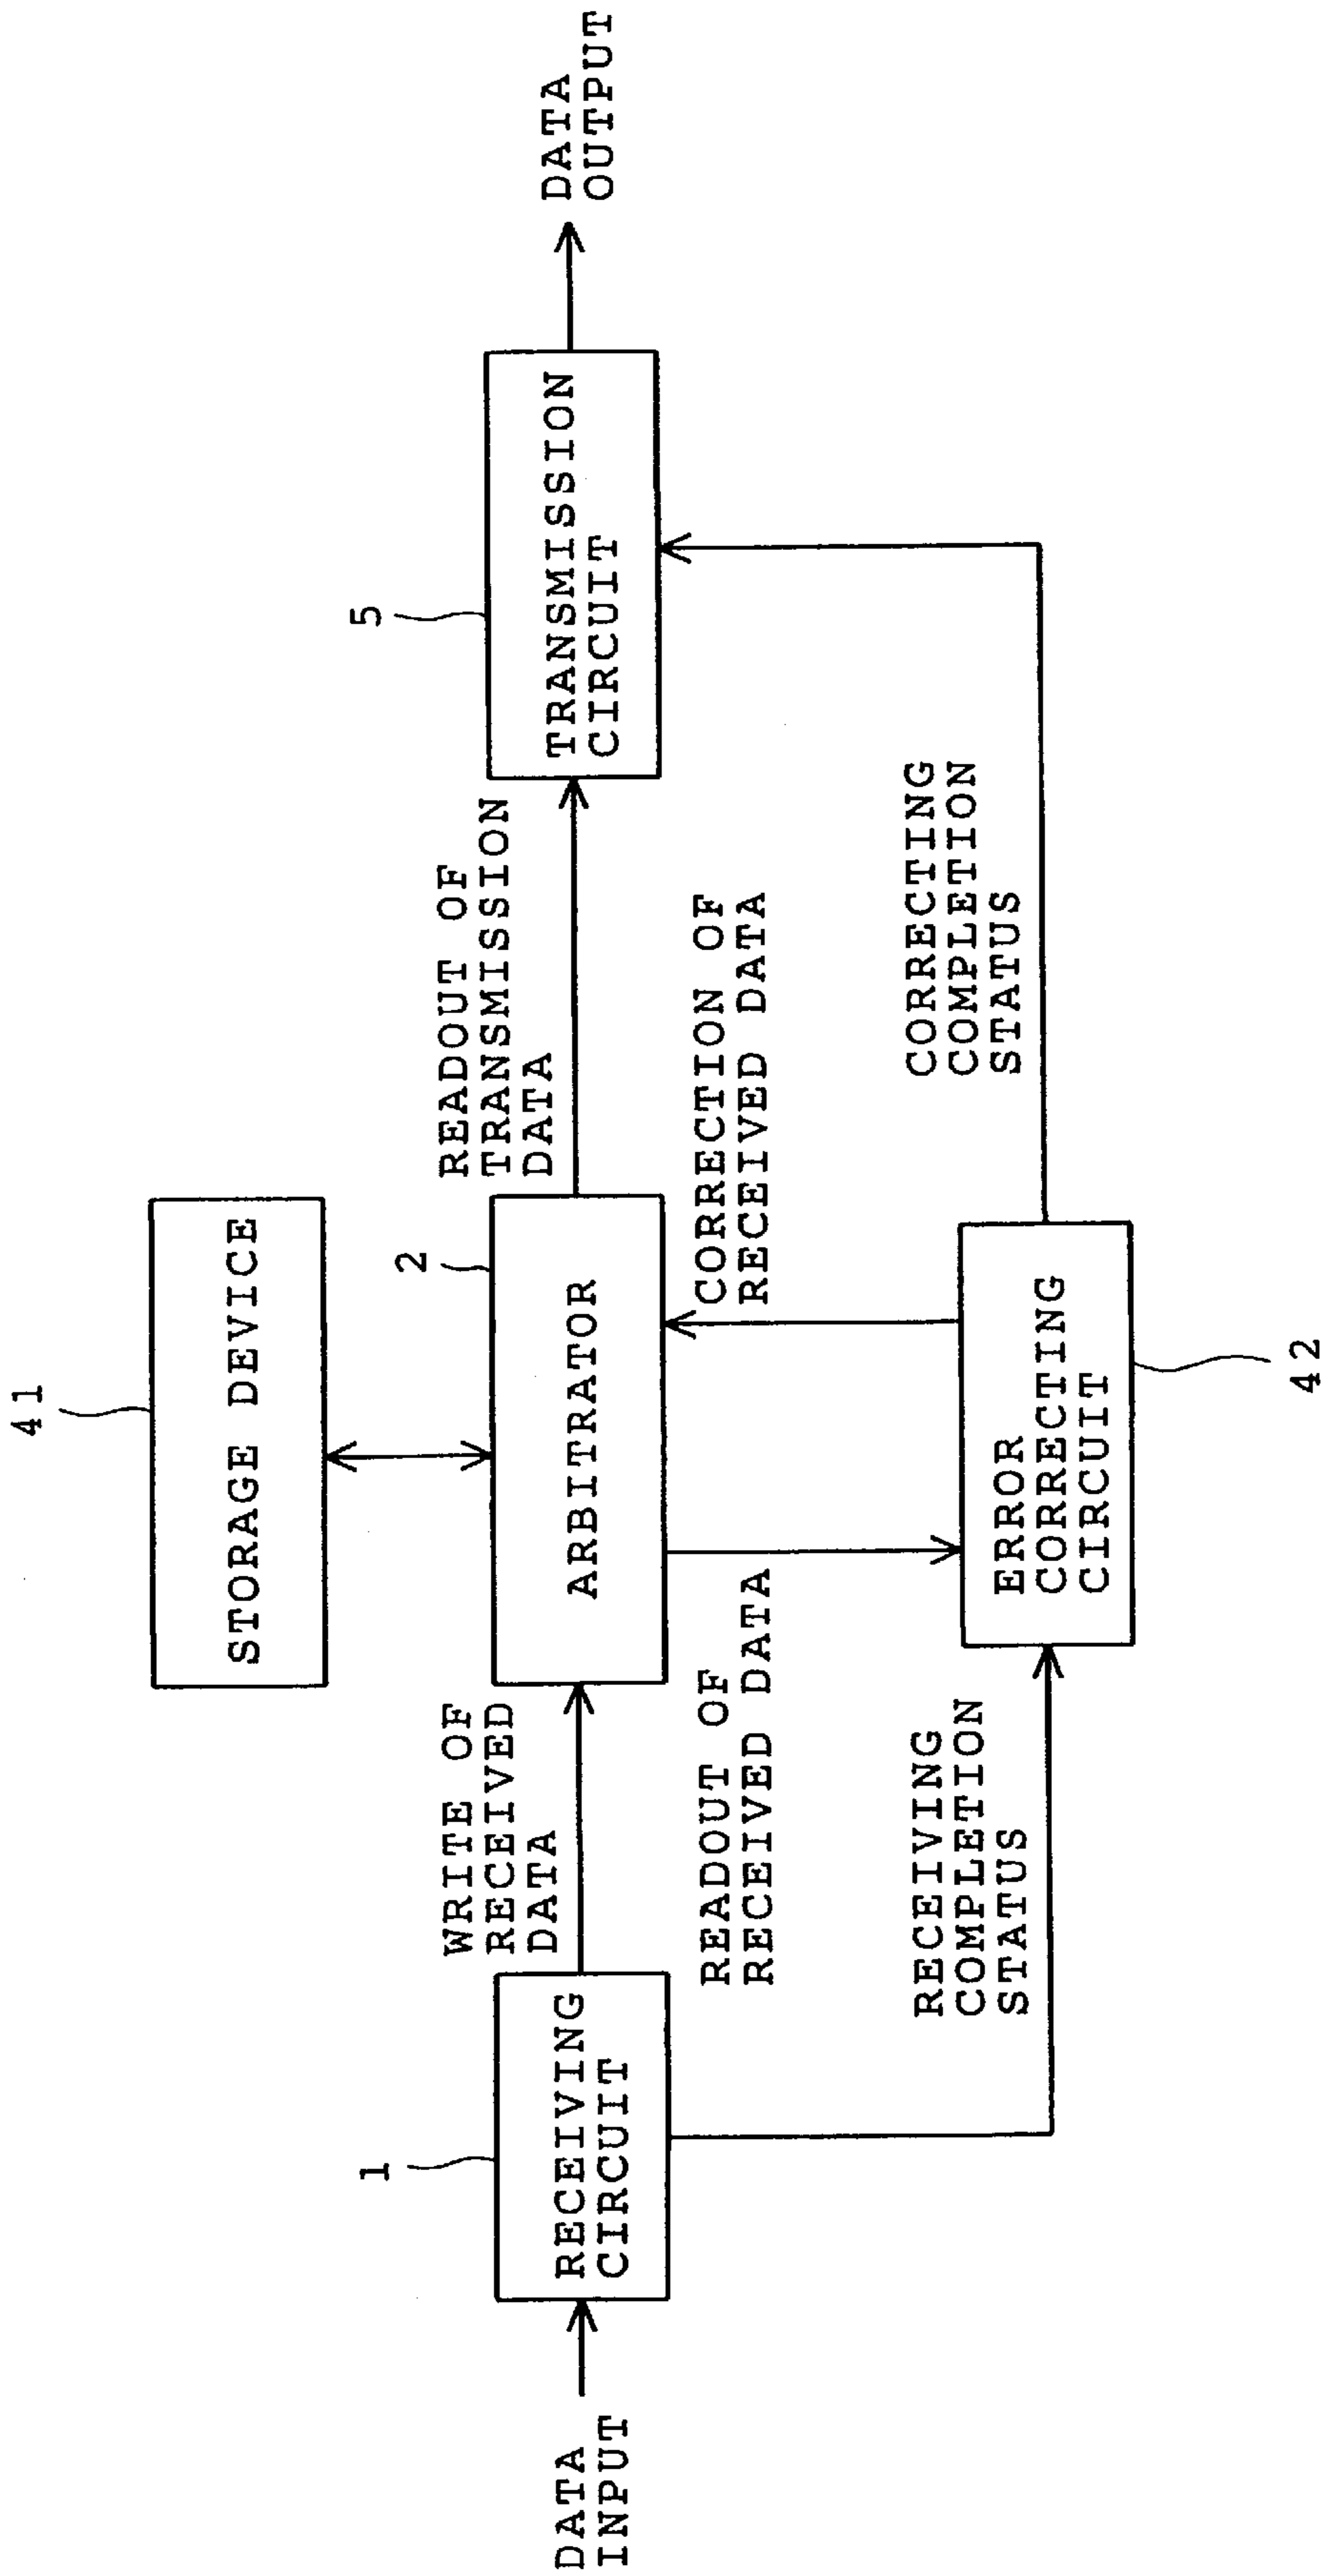 41
STORAGE DEVICE
DATA
INPUT
1
RECEIVING
CIRCUIT
WRITE OF
RECEIVED
DATA
2
ARBITRATOR
READOUT OF
TRANSMISSION
DATA
5
TRANSMISSION
CIRCUIT
DATA
OUTPUT
READOUT OF
RECEIVED DATA
CORRECTION OF
RECEIVED DATA
RECEIVING
COMPLETION
STATUS
ERROR
CORRECTING
CIRCUIT
42
CORRECTING
COMPLETION
STATUS